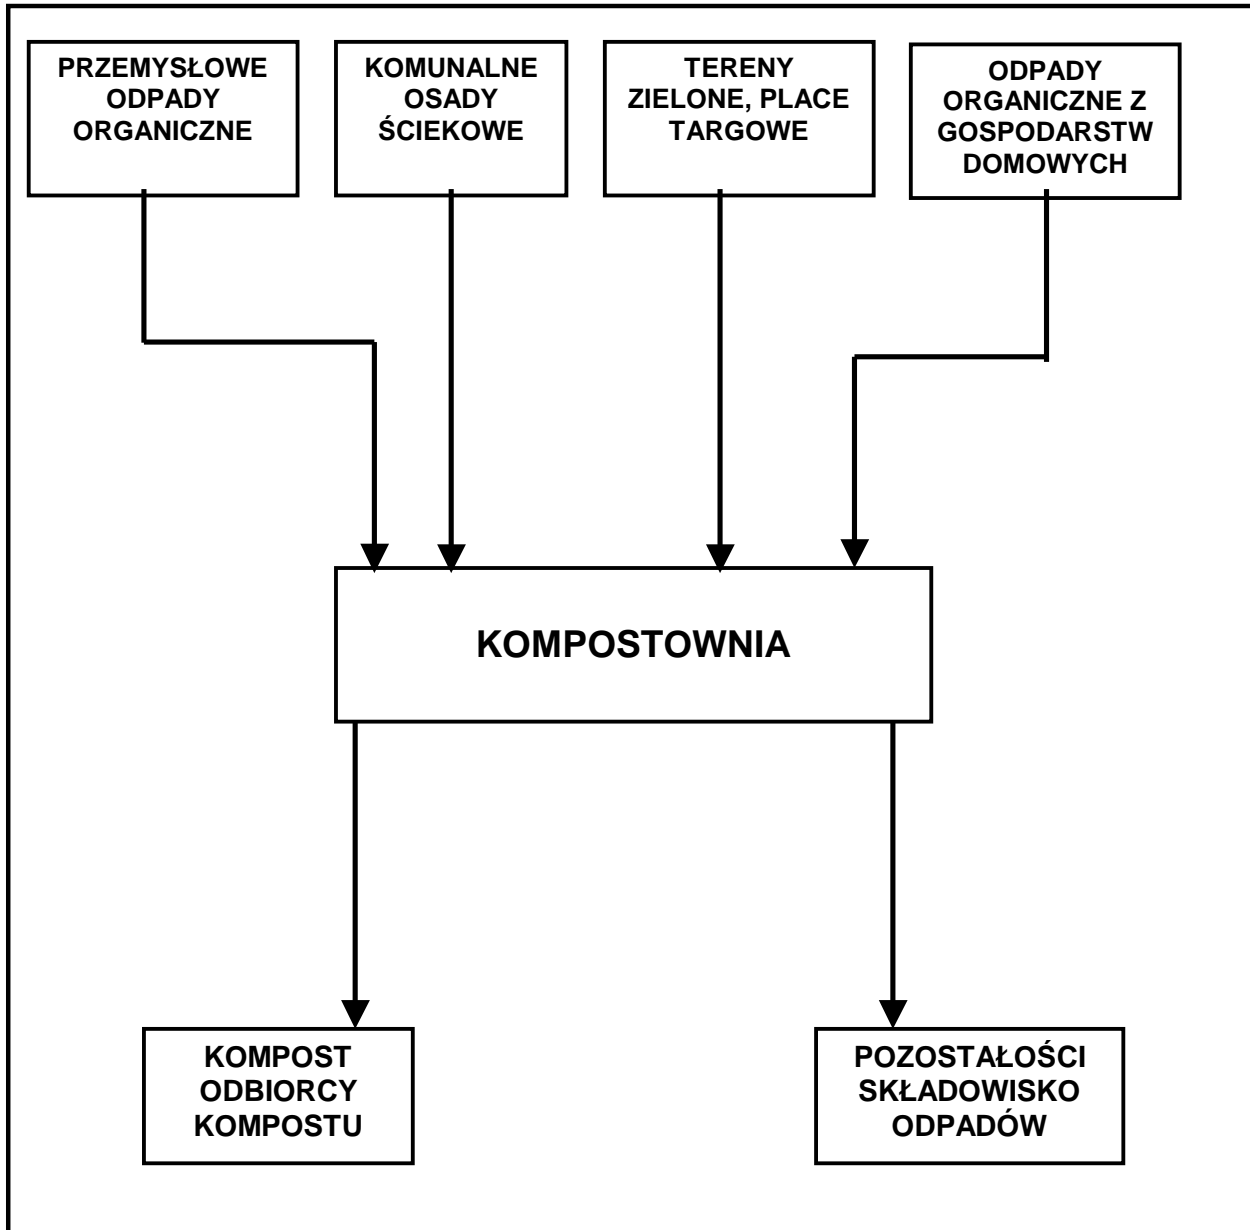 PRZEMYSŁOWE
ODPADY
ORGANICZNE
KOMUNALNE
OSADY
ŚCIEKOWE
TERENY
ZIELONE, PLACE
TARGOWE
ODPADY
ORGANICZNE Z
GOSPODARSTW
DOMOWYCH
KOMPOSTOWNIA
KOMPOST
ODBIORCY
KOMPOSTU
POZOSTAŁOŚCI
SKŁADOWISKO
ODPADÓW